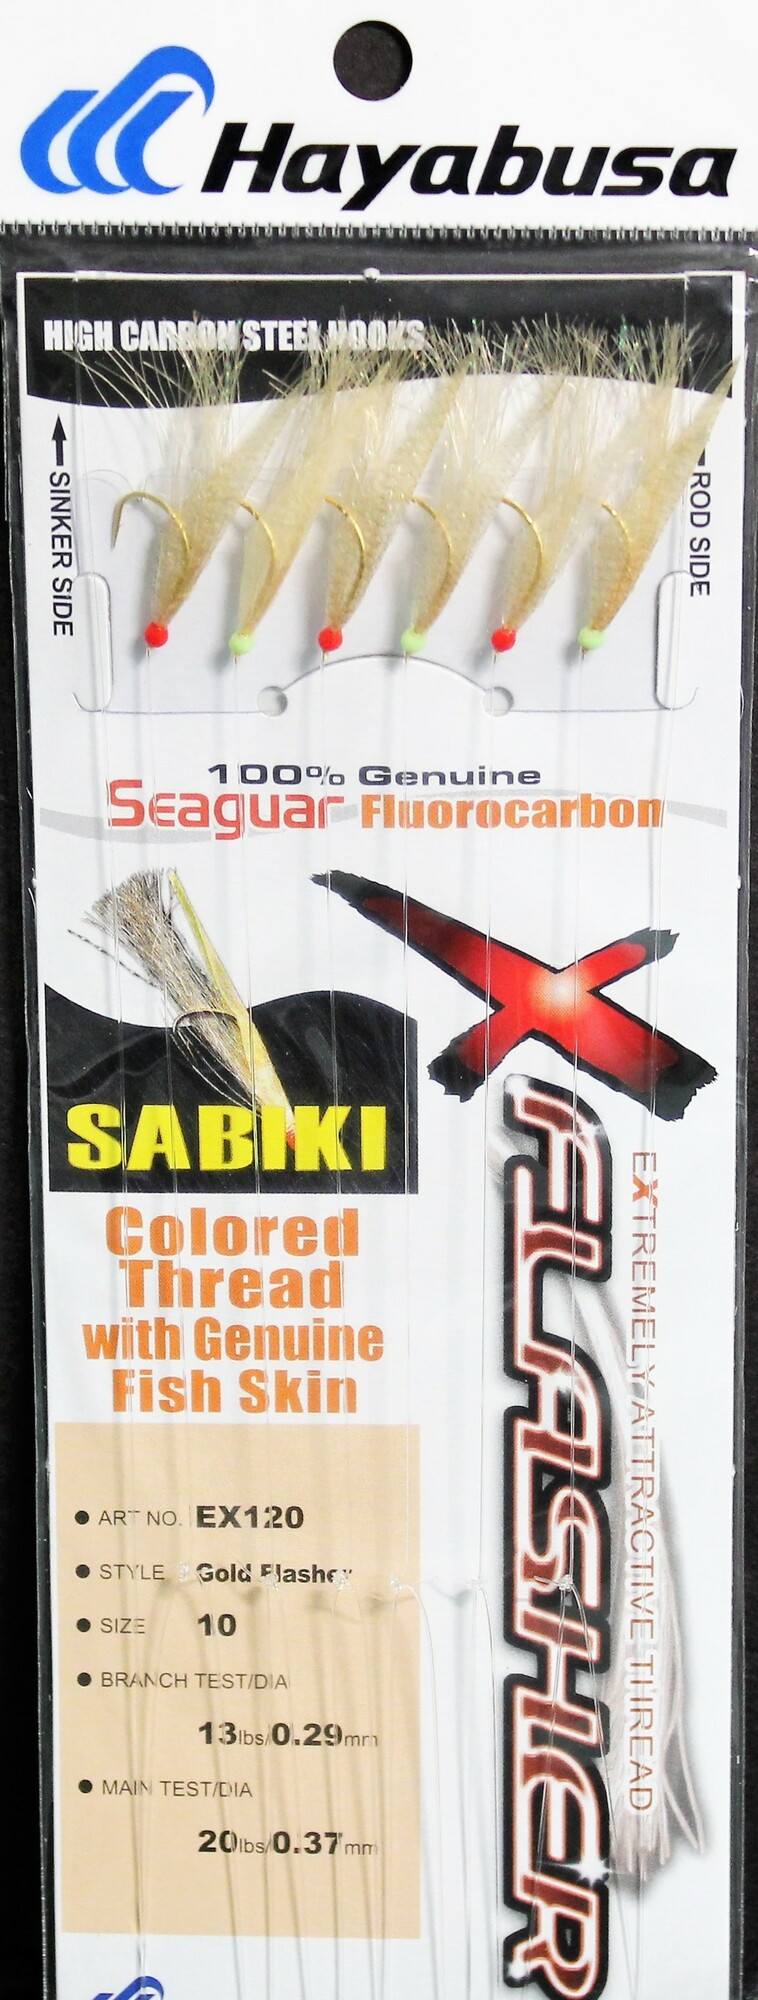 Hayabusa
HIGH CARBON STEEL HOOKS
SINKER SIDE
ROD SIDE
100% Genuine
Seaguar Fluorocarbon
X
FLASHER
EXTREMELY ATTRACTIVE THREAD
SABIKI
Colored
Thread
with Genuine
Fish Skin
● ART NO. EX120
● STYLE Gold Flasher
● SIZE 10
● BRANCH TEST/DIA
13lbs/0.29mm
● MAIN TEST/DIA
20lbs/0.37mm